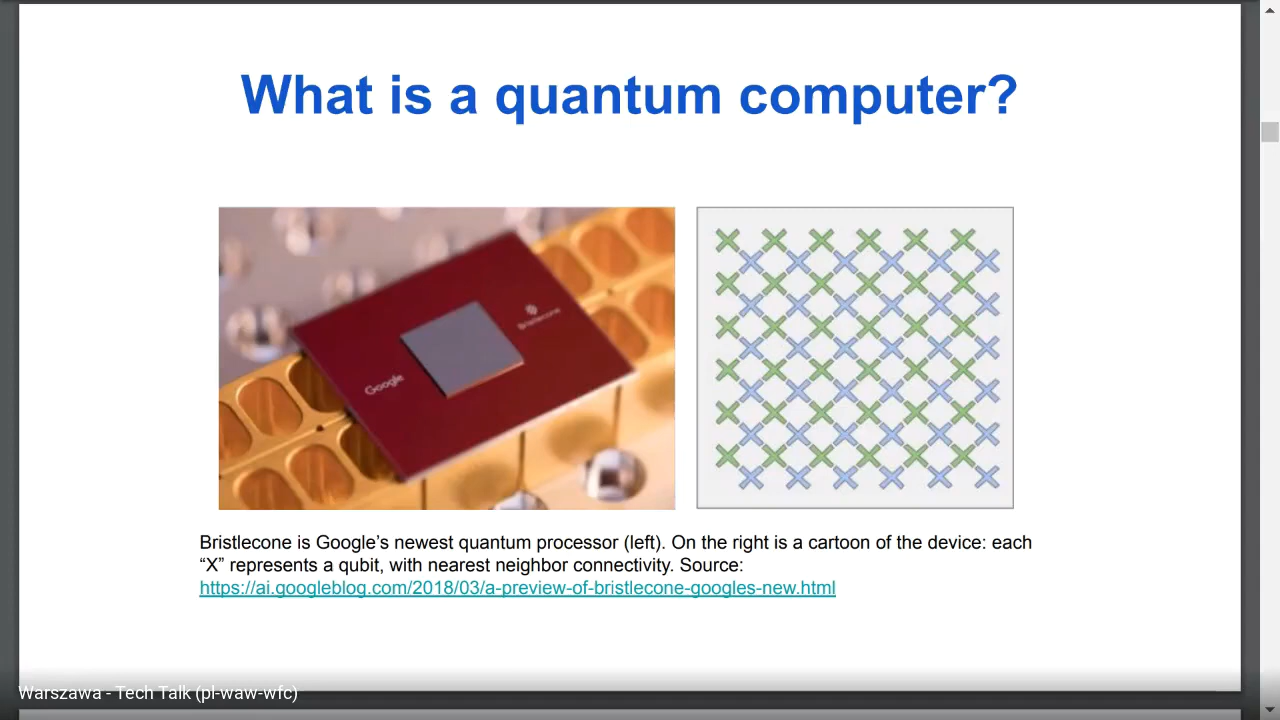 What is a quantum computer?
Google
Bristlecone
Bristlecone is Google’s newest quantum processor (left). On the right is a cartoon of the device: each
“X” represents a qubit, with nearest neighbor connectivity. Source:
https://ai.googleblog.com/2018/03/a-preview-of-bristlecone-googles-new.html
Warszawa - Tech Talk (pl-waw-wfc)